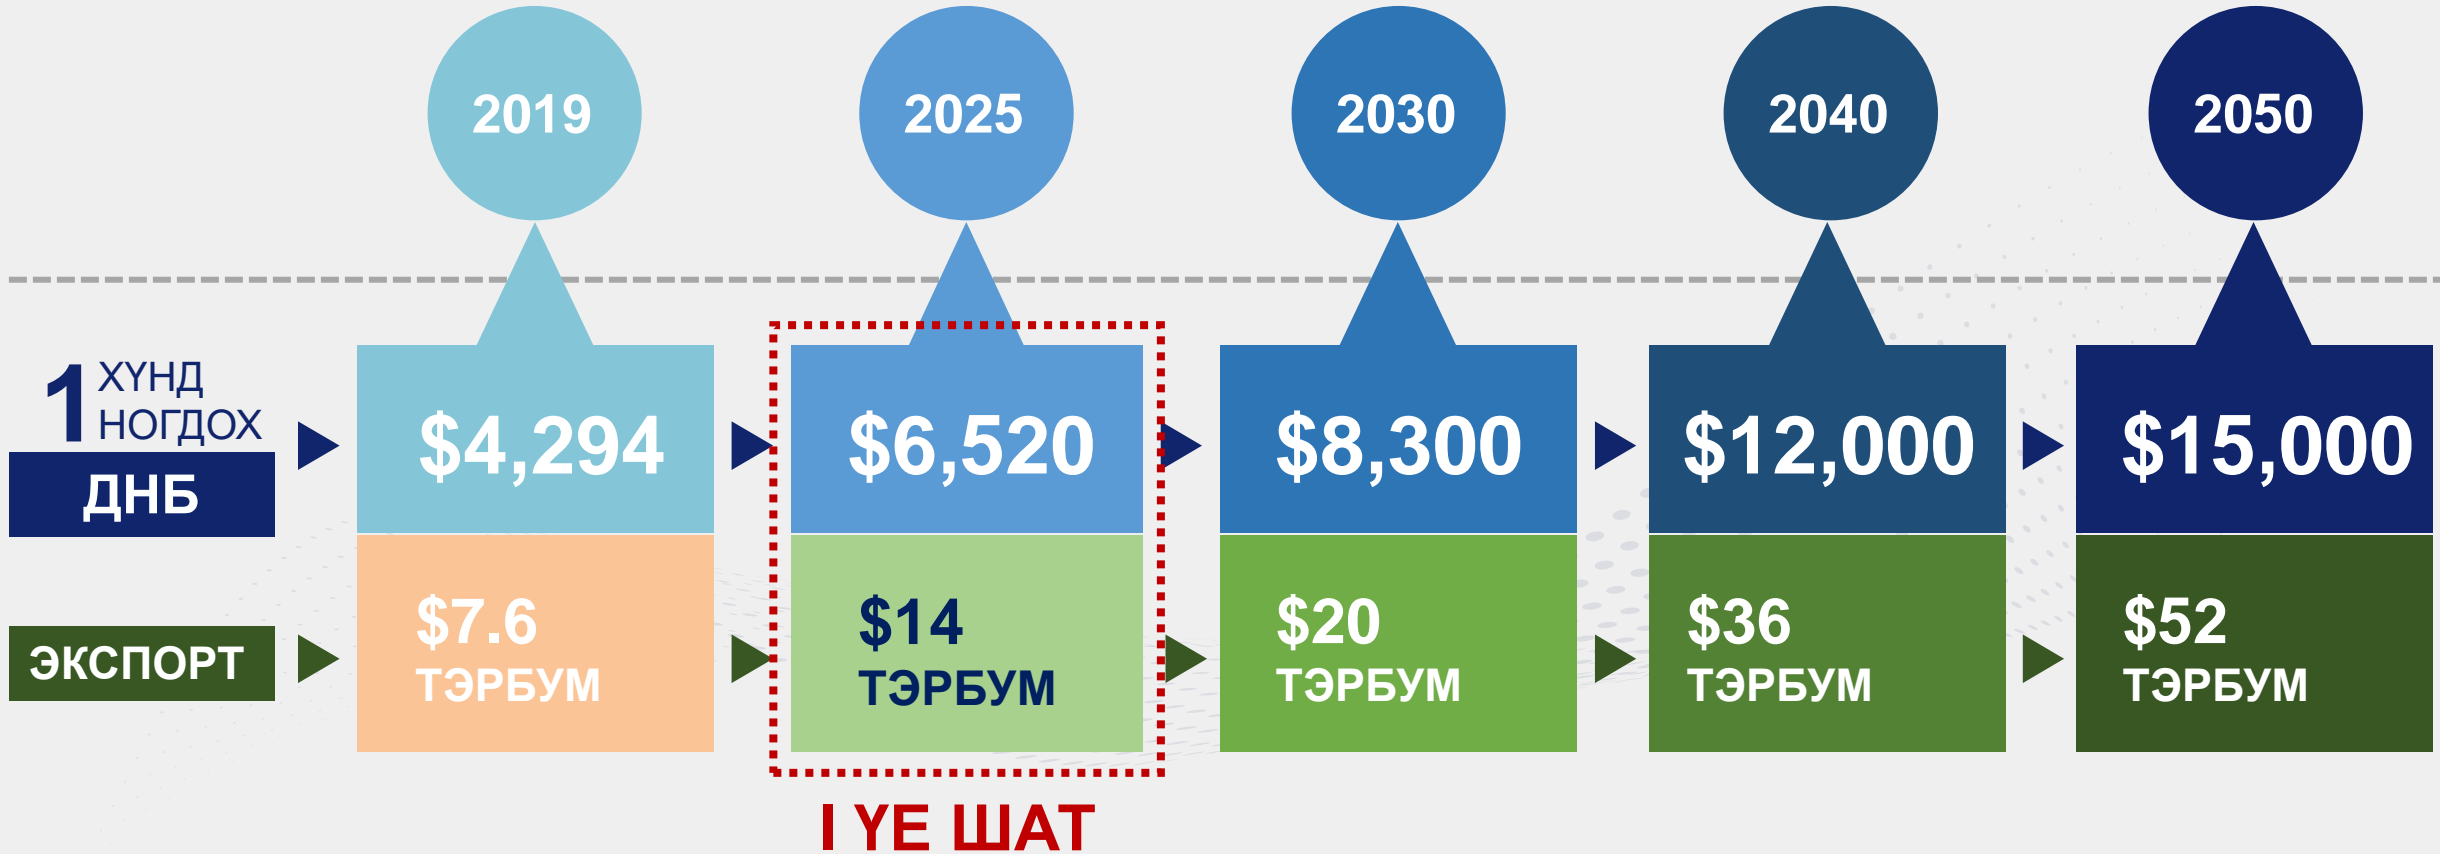 2019
2025
2030
2040
2050
1 ХҮНД
НОГДОХ
ДНБ
$4,294
$6,520
$8,300
$12,000
$15,000
ЭКСПОРТ
$7.6
ТЭРБУМ
$14
ТЭРБУМ
$20
ТЭРБУМ
$36
ТЭРБУМ
$52
ТЭРБУМ
I ҮЕ ШАТ